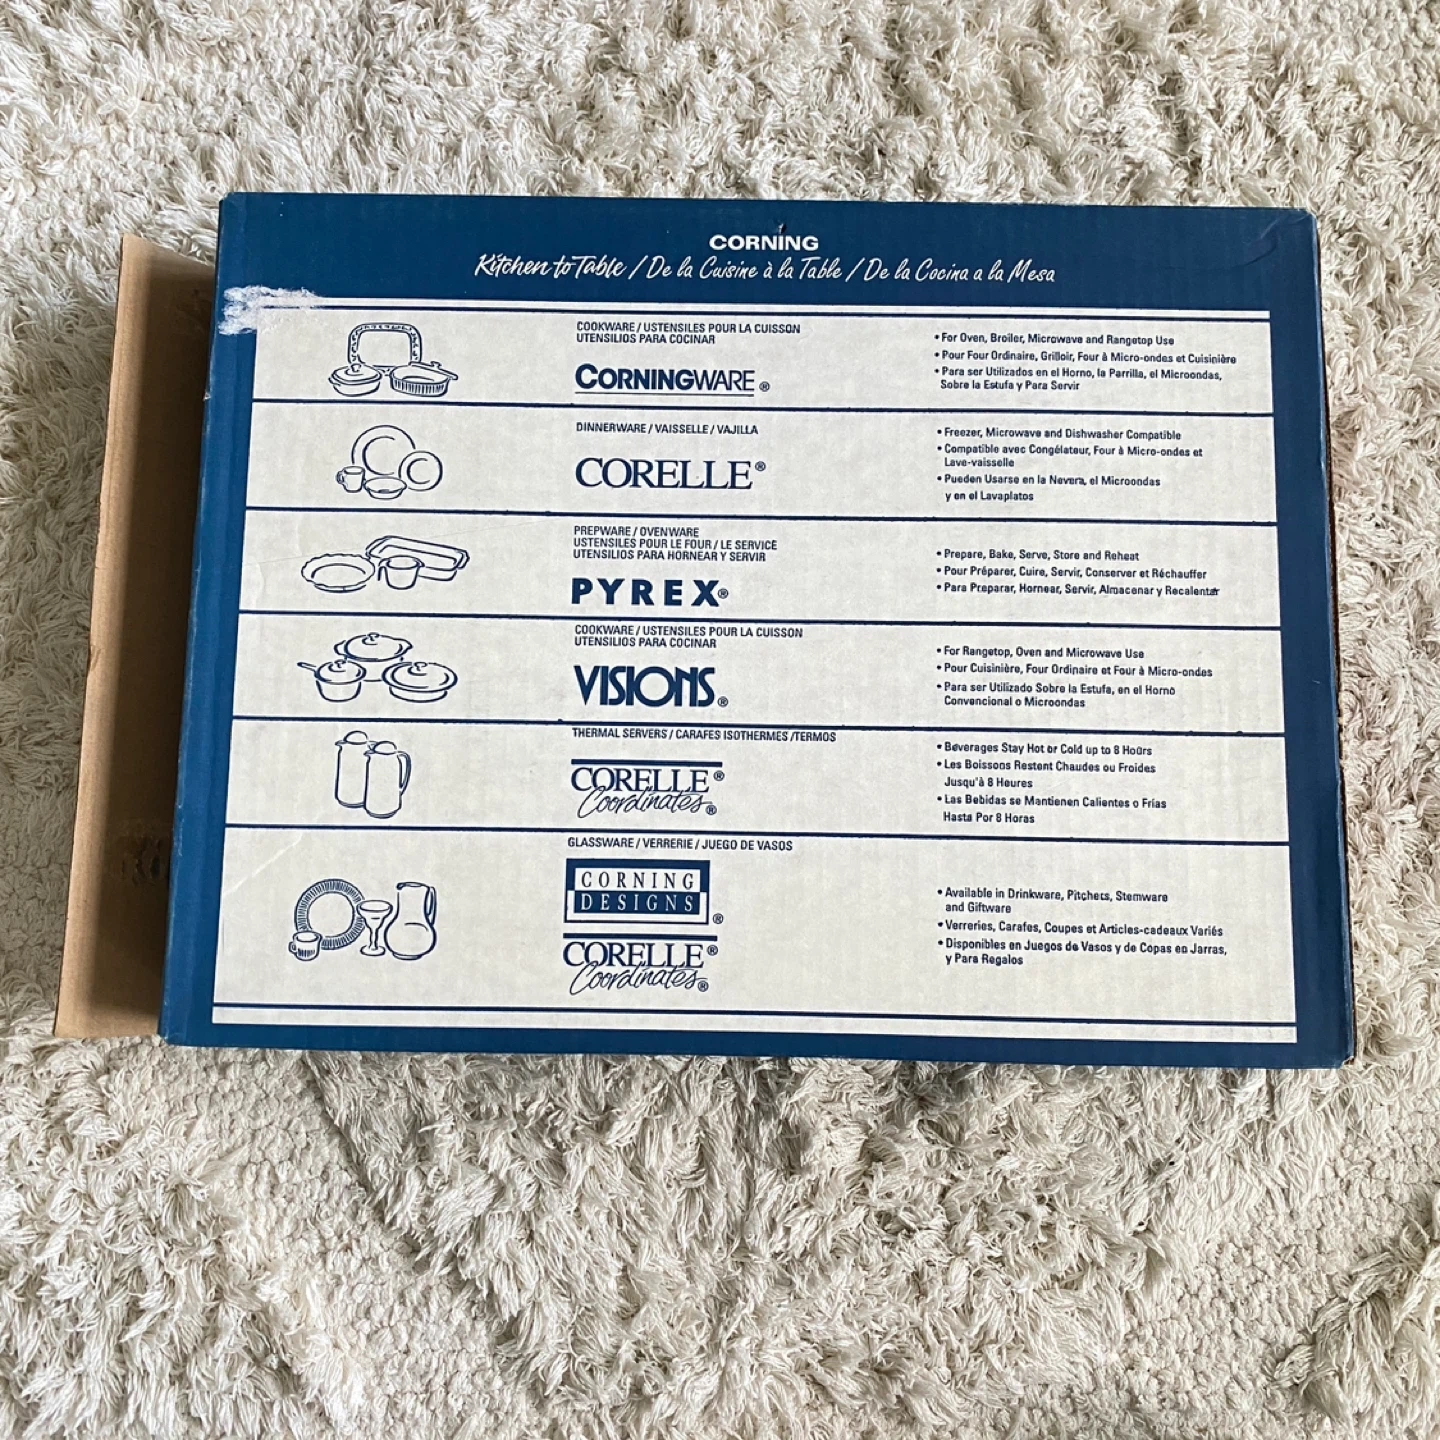 CORNING
Kitchen to Table / De la Cuisine à la Table / De la Cocina a la Mesa
COOKWARE / USTENSILES POUR LA CUISSON
UTENSILIOS PARA COCINAR
CORNINGWARE ®
• For Oven, Broiler, Microwave and Rangetop Use
• Pour Four Ordinaire, Grilloir, Four à Micro-ondes et Cuisinière
• Para ser Utilizados en el Horno, la Parrilla, el Microondas,
Sobre la Estufa y Para Servir
DINNERWARE / VAISSELLE / VAJILLA
CORELLE®
• Freezer, Microwave and Dishwasher Compatible
• Compatible avec Congélateur, Four à Micro-ondes et
Lave-vaisselle
• Pueden Usarse en la Nevera, el Microondas
y en el Lavaplatos
PREPWARE / OVENWARE
USTENSILES POUR LE FOUR / LE SERVICE
UTENSILIOS PARA HORNEAR Y SERVIR
PYREX®
• Prepare, Bake, Serve, Store and Reheat
• Pour Préparer, Cuire, Servir, Conserver et Réchauffer
• Para Preparar, Hornear, Servir, Almacenar y Recalentar
COOKWARE / USTENSILES POUR LA CUISSON
UTENSILIOS PARA COCINAR
VISIONS®
• For Rangetop, Oven and Microwave Use
• Pour Cuisinière, Four Ordinaire et Four à Micro-ondes
• Para ser Utilizado Sobre la Estufa, en el Horno
Convencional o Microondas
THERMAL SERVERS / CARAFES ISOTHERMES /TERMOS
CORELLE®
Coordinates®
• Beverages Stay Hot or Cold up to 8 Hours
• Les Boissons Restent Chaudes ou Froides
Jusqu'à 8 Heures
• Las Bebidas se Mantienen Calientes o Frías
Hasta Por 8 Horas
GLASSWARE / VERRERIE / JUEGO DE VASOS
CORNING
DESIGNS ®
CORELLE®
Coordinates®
• Available in Drinkware, Pitchers, Stemware
and Giftware
• Verreries, Carafes, Coupes et Articles-cadeaux Variés
• Disponibles en Juegos de Vasos y de Copas en Jarras,
y Para Regalos